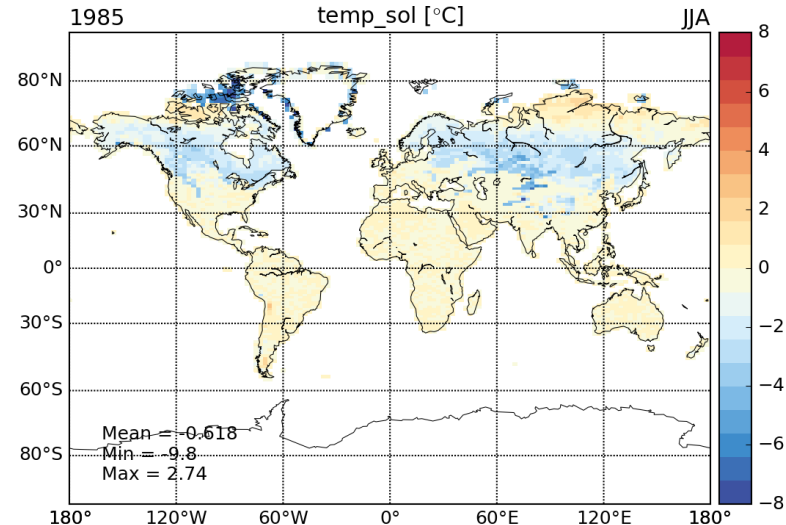 1985 temp_sol [°C] JJA
8
80°N
6
60°N
4
30°N
2
0°
0
30°S
−2
60°S
−4
Mean = -0.618
80°S
−6
Min = -9.8
Max = 2.74
−8
180° 120°W 60°W 0° 60°E 120°E 180°